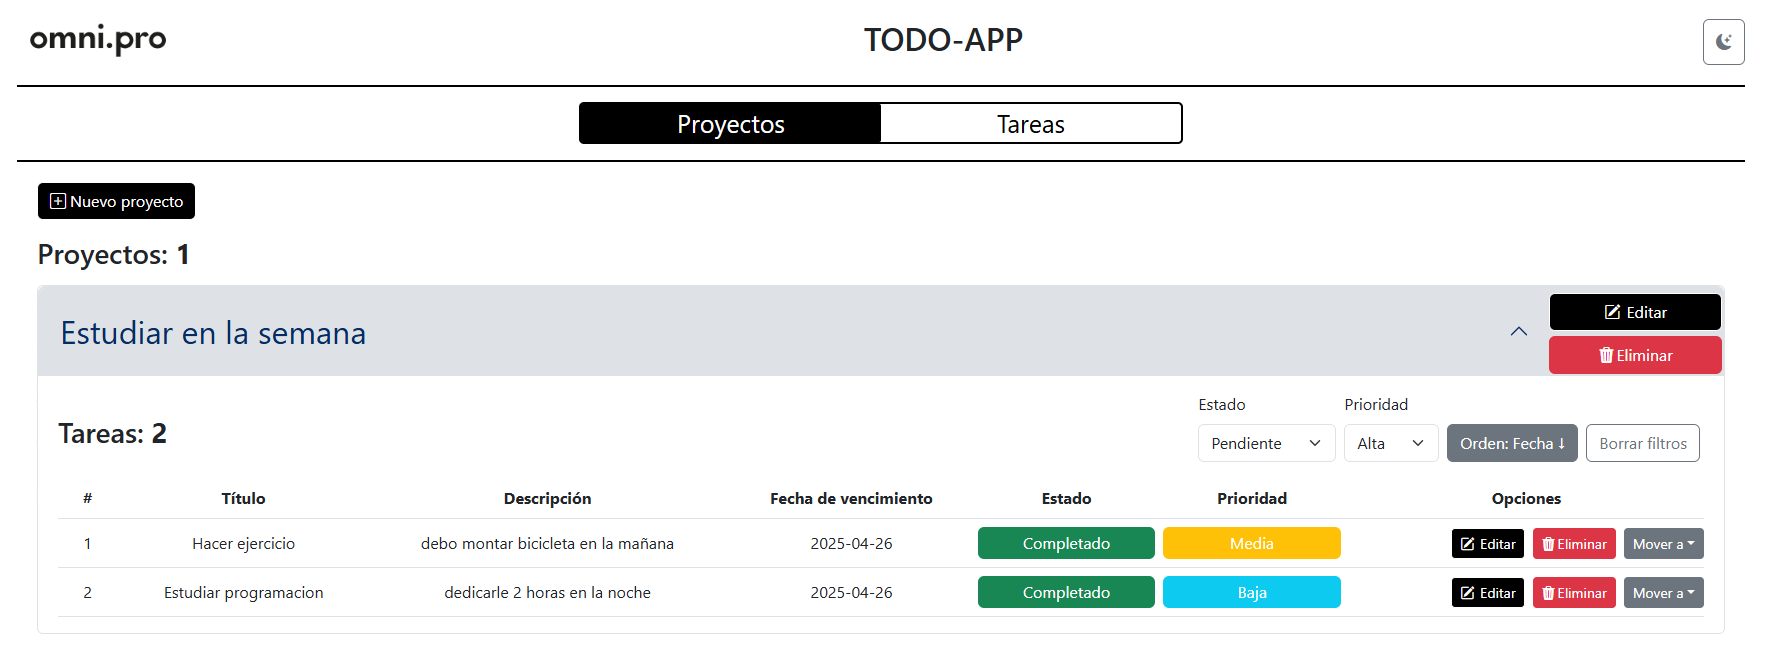 omni.pro
TODO-APP
Proyectos
Tareas
Nuevo proyecto
Proyectos: 1
Estudiar en la semana
Editar
Eliminar
Tareas: 2
Estado
Prioridad
Pendiente
Alta
Orden: Fecha ↓
Borrar filtros
# Título Descripción Fecha de vencimiento Estado Prioridad Opciones
1 Hacer ejercicio debo montar bicicleta en la mañana 2025-04-26 Completado Media Editar Eliminar Mover a
2 Estudiar programacion dedicarle 2 horas en la noche 2025-04-26 Completado Baja Editar Eliminar Mover a